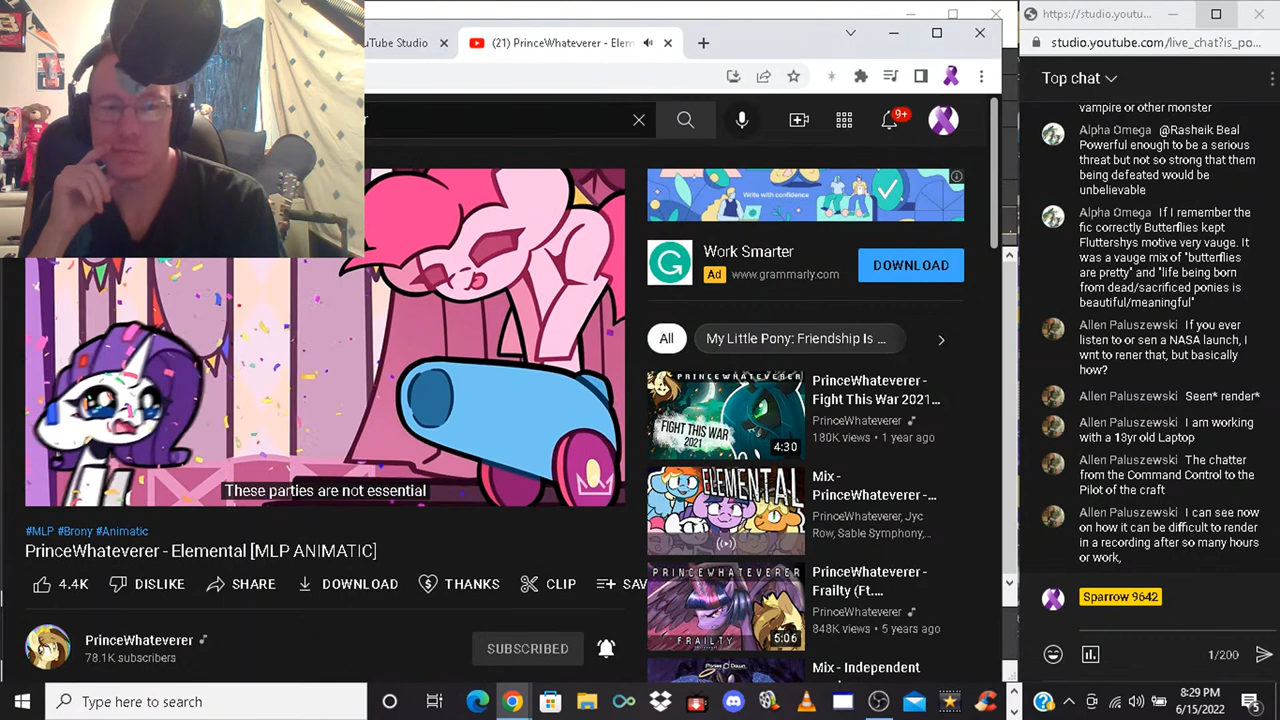 uTube Studio
(21) PrinceWhateverer - Elem
https://studio.youtu...
studio.youtube.com/live_chat?is_po...
r
9+
Write with confidence
Work Smarter
Ad www.grammarly.com
DOWNLOAD
All
My Little Pony: Friendship Is ...
PRINCEWHATEVERER
FIGHT THIS WAR
2021
4:30
PrinceWhateverer -
Fight This War 2021...
PrinceWhateverer
180K views • 1 year ago
PRINCEWHATEVERER
ELEMENTAL
Mix -
PrinceWhateverer -...
PrinceWhateverer, Jyc
Row, Sable Symphony,...
PRINCEWHATEVERER
FRAILTY
5:06
PrinceWhateverer -
Frailty (Ft....
PrinceWhateverer
848K views • 5 years ago
Mix - Independent
These parties are not essential
#MLP #Brony #Animatic
PrinceWhateverer - Elemental [MLP ANIMATIC]
4.4K
DISLIKE
SHARE
DOWNLOAD
THANKS
CLIP
SAV
PrinceWhateverer
78.1K subscribers
SUBSCRIBED
Top chat
vampire or other monster
Alpha Omega @Rasheik Beal
Powerful enough to be a serious
threat but not so strong that them
being defeated would be
unbelievable
Alpha Omega If I remember the
fic correctly Butterflies kept
Fluttershys motive very vauge. It
was a vauge mix of "butterflies
are pretty" and "life being born
from dead/sacrificed ponies is
beautiful/meaningful"
Allen Paluszewski If you aver
listen to or sen a NASA launch, I
wnt to rener that, but basically
how?
Allen Paluszewski Seen* render*
Allen Paluszewski I am working
with a 13yr old Laptop
Allen Paluszewski The chatter
from the Command Control to the
Pilot of the craft
Allen Paluszewski I can see now
on how it can be difficult to render
in a recording after so many hours
or work.
Sparrow 9642
1/200
Type here to search
8:29 PM
6/15/2022
5